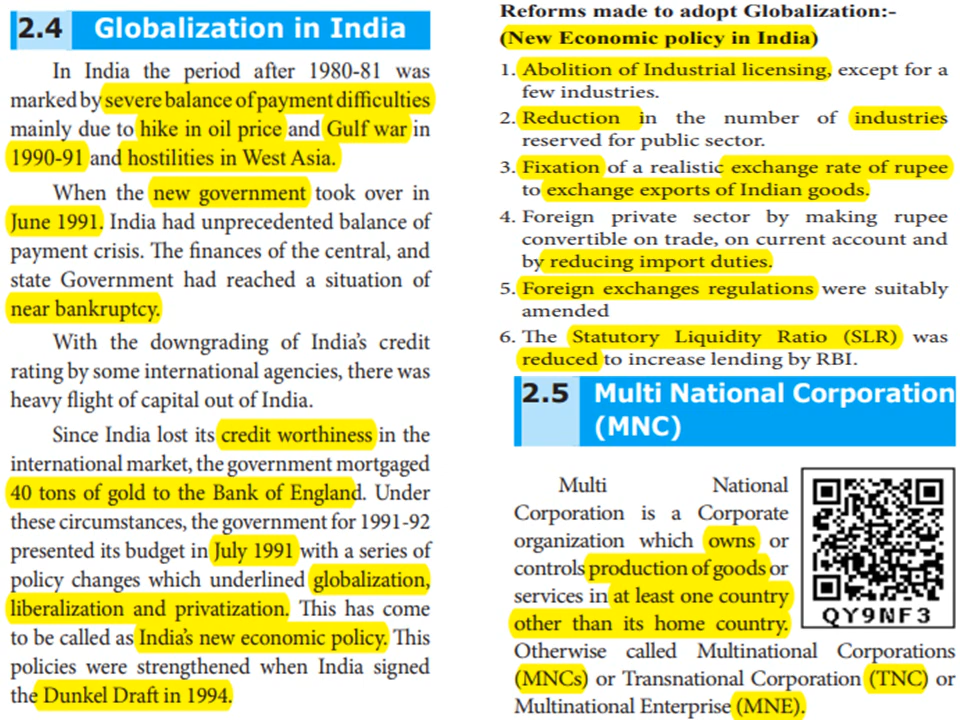 2.4 Globalization in India
In India the period after 1980-81 was
marked by severe balance of payment difficulties
mainly due to hike in oil price and Gulf war in
1990-91 and hostilities in West Asia.
When the new government took over in
June 1991. India had unprecedented balance of
payment crisis. The finances of the central, and
state Government had reached a situation of
near bankruptcy.
With the downgrading of India's credit
rating by some international agencies, there was
heavy flight of capital out of India.
Since India lost its credit worthiness in the
international market, the government mortgaged
40 tons of gold to the Bank of England. Under
these circumstances, the government for 1991-92
presented its budget in July 1991 with a series of
policy changes which underlined globalization,
liberalization and privatization. This has come
to be called as India's new economic policy. This
policies were strengthened when India signed
the Dunkel Draft in 1994.
Reforms made to adopt Globalization:-
(New Economic policy in India)
1. Abolition of Industrial licensing, except for a
few industries.
2. Reduction in the number of industries
reserved for public sector.
3. Fixation of a realistic exchange rate of rupee
to exchange exports of Indian goods.
4. Foreign private sector by making rupee
convertible on trade, on current account and
by reducing import duties.
5. Foreign exchanges regulations were suitably
amended
6. The Statutory Liquidity Ratio (SLR) was
reduced to increase lending by RBI.
2.5 Multi National Corporation
(MNC)
Multi National
Corporation is a Corporate
organization which owns or
controls production of goods or
services in at least one country
other than its home country.
QY9NF3
Otherwise called Multinational Corporations
(MNCs) or Transnational Corporation (TNC) or
Multinational Enterprise (MNE).